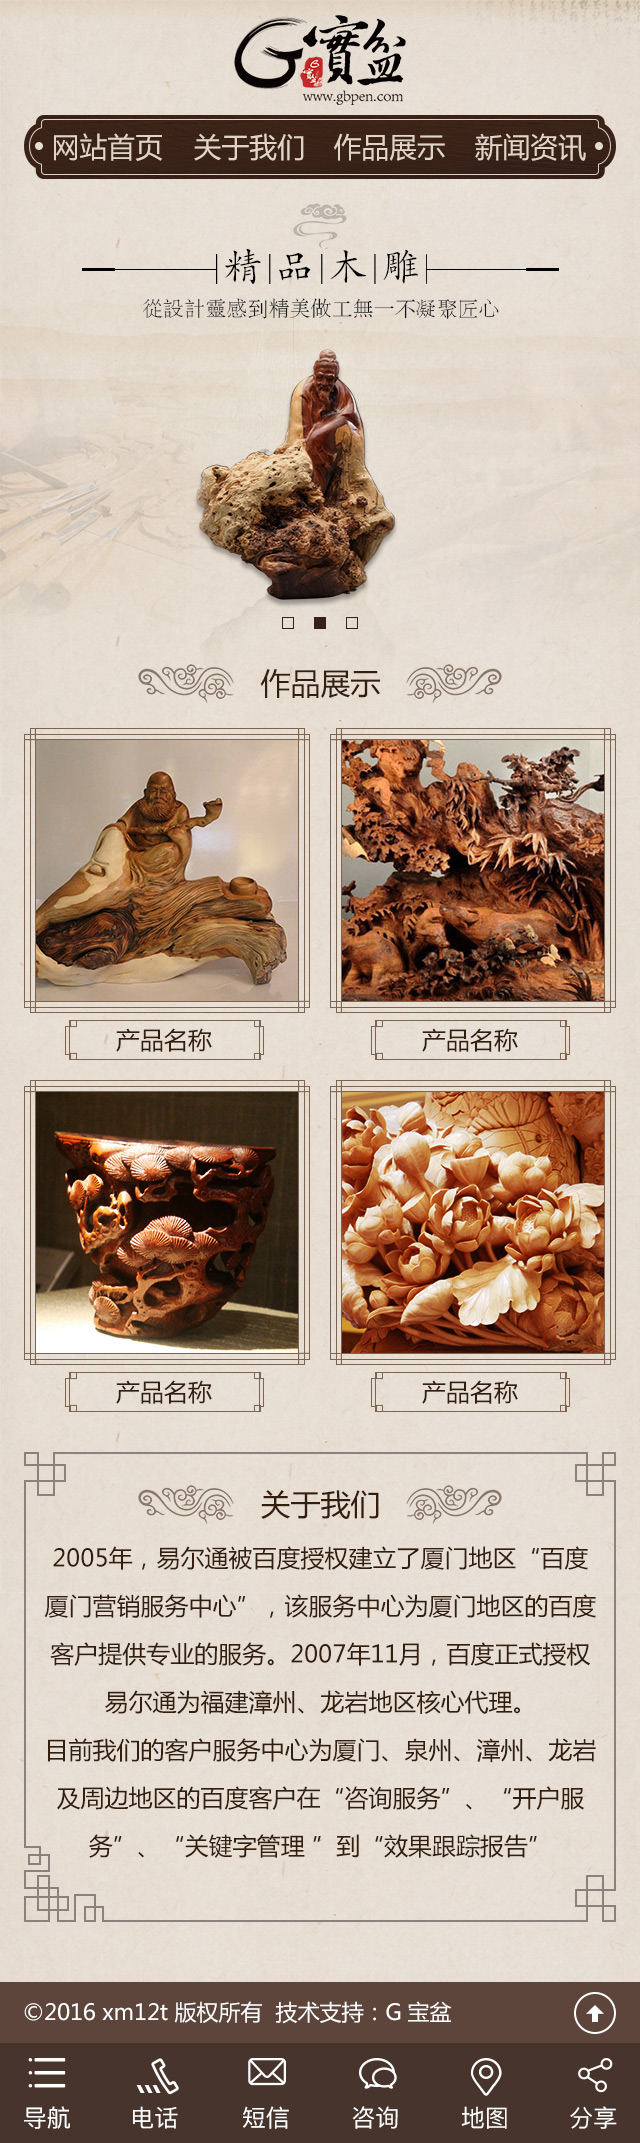 G寶盆
www.gbpen.com
网站首页 关于我们 作品展示 新闻资讯
精品木雕
從設計靈感到精美做工無一不凝聚匠心
作品展示
产品名称 产品名称
产品名称 产品名称
关于我们
2005年，易尔通被百度授权建立了厦门地区“百度
厦门营销服务中心”，该服务中心为厦门地区的百度
客户提供专业的服务。2007年11月，百度正式授权
易尔通为福建漳州、龙岩地区核心代理。
目前我们的客户服务中心为厦门、泉州、漳州、龙岩
及周边地区的百度客户在“咨询服务”、“开户服
务”、“关键字管理 ”到“效果跟踪报告”
©2016 xm12t 版权所有 技术支持：G 宝盆
导航 电话 短信 咨询 地图 分享